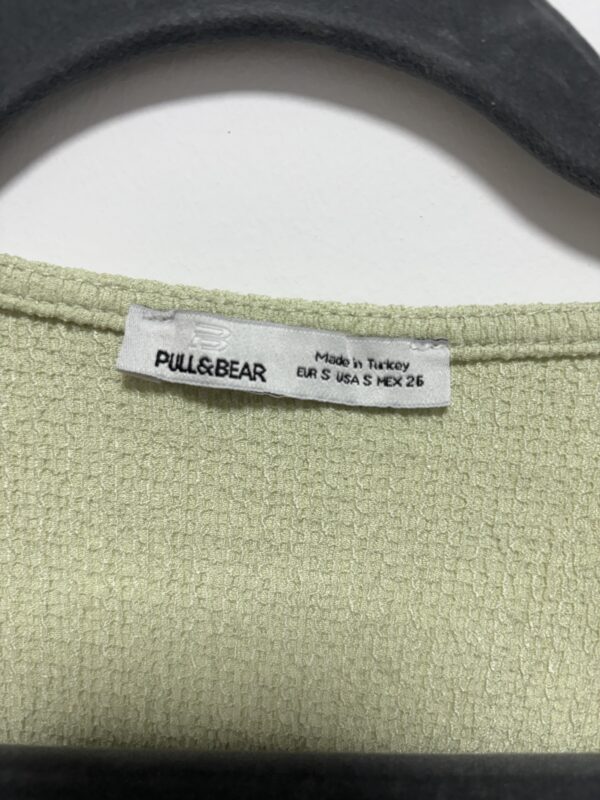 PULL&BEAR
Made in Turkey
EUR S USA S MEX 26